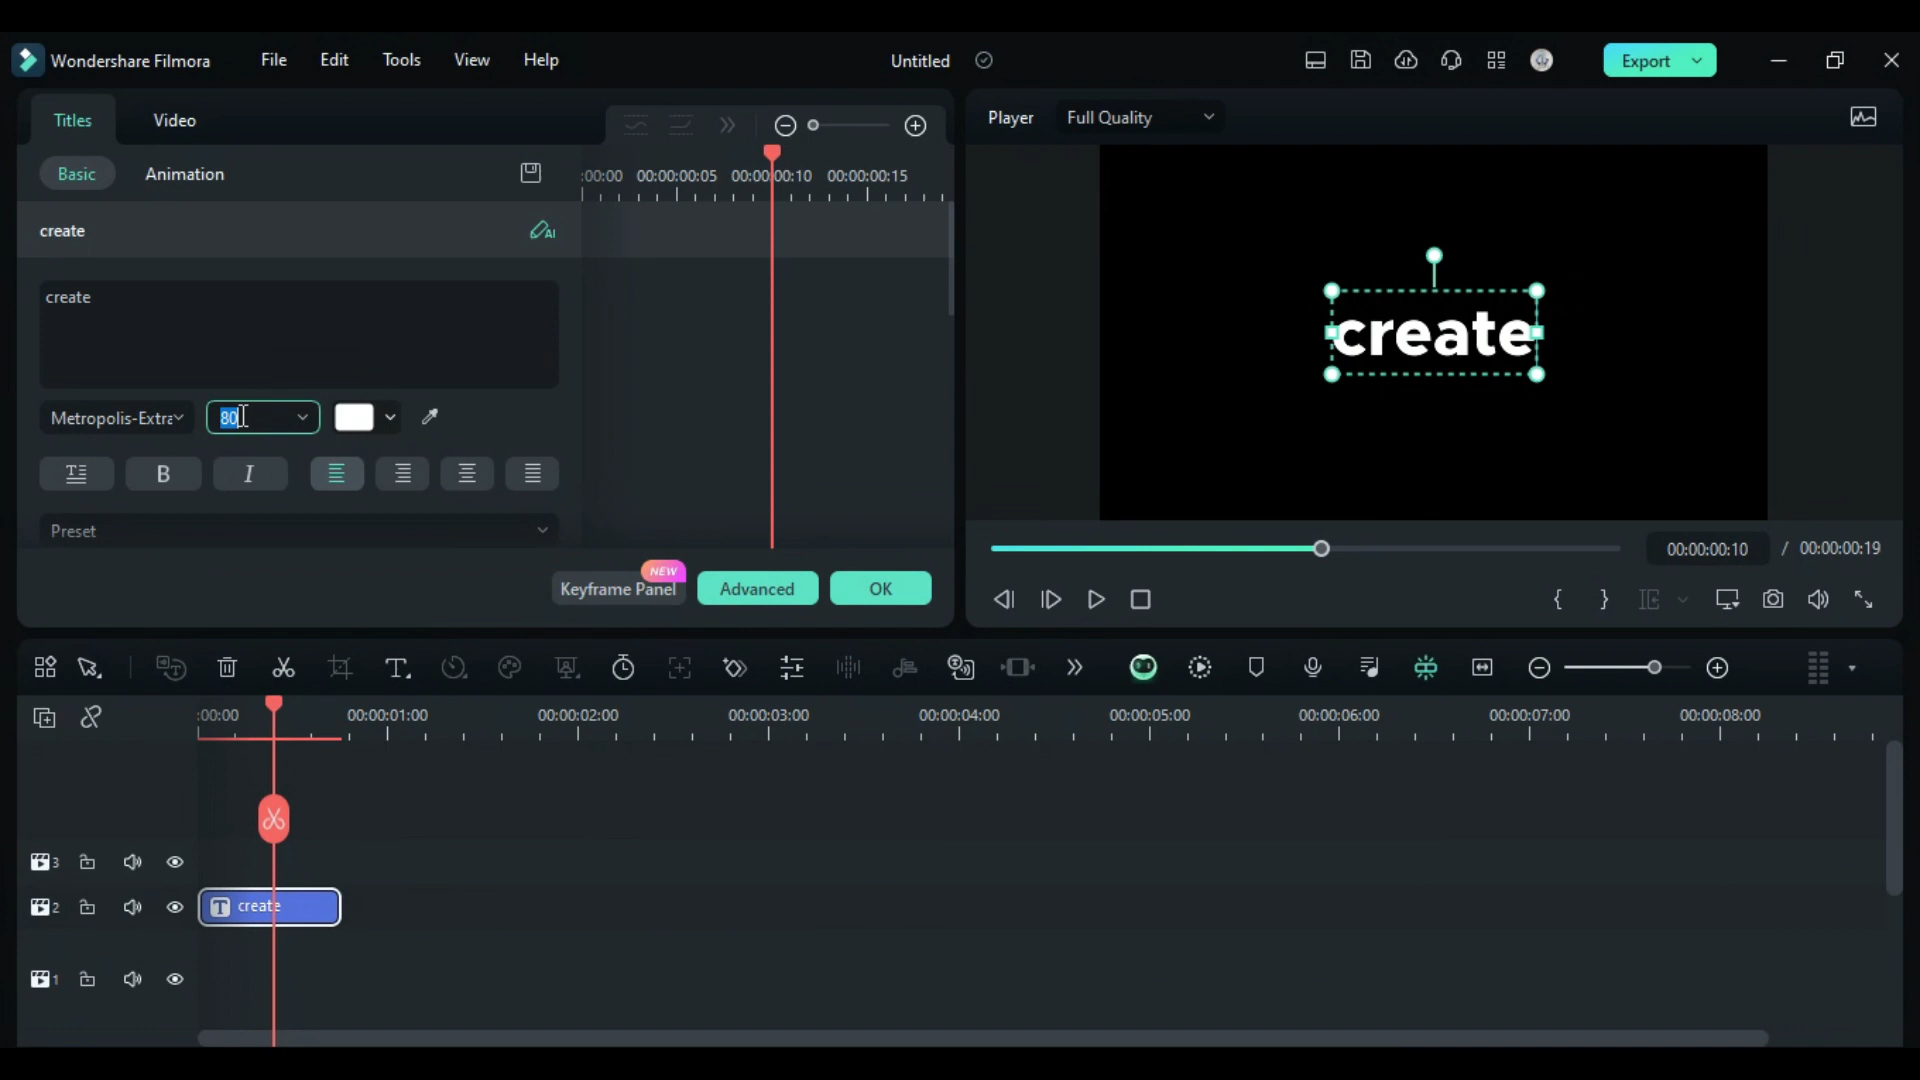 Wondershare Filmora File Edit Tools View Help Untitled Export
Titles Video
Player Full Quality
Basic Animation
:00:00 00:00:00:05 00:00:00:10 00:00:00:15
create AI
create
create
Metropolis-Extra 80
B I
Preset
NEW
Keyframe Panel Advanced OK
00:00:00:10 / 00:00:00:19
{ }
:00:00 00:00:01:00 00:00:02:00 00:00:03:00 00:00:04:00 00:00:05:00 00:00:06:00 00:00:07:00 00:00:08:00
3
2 T create
1